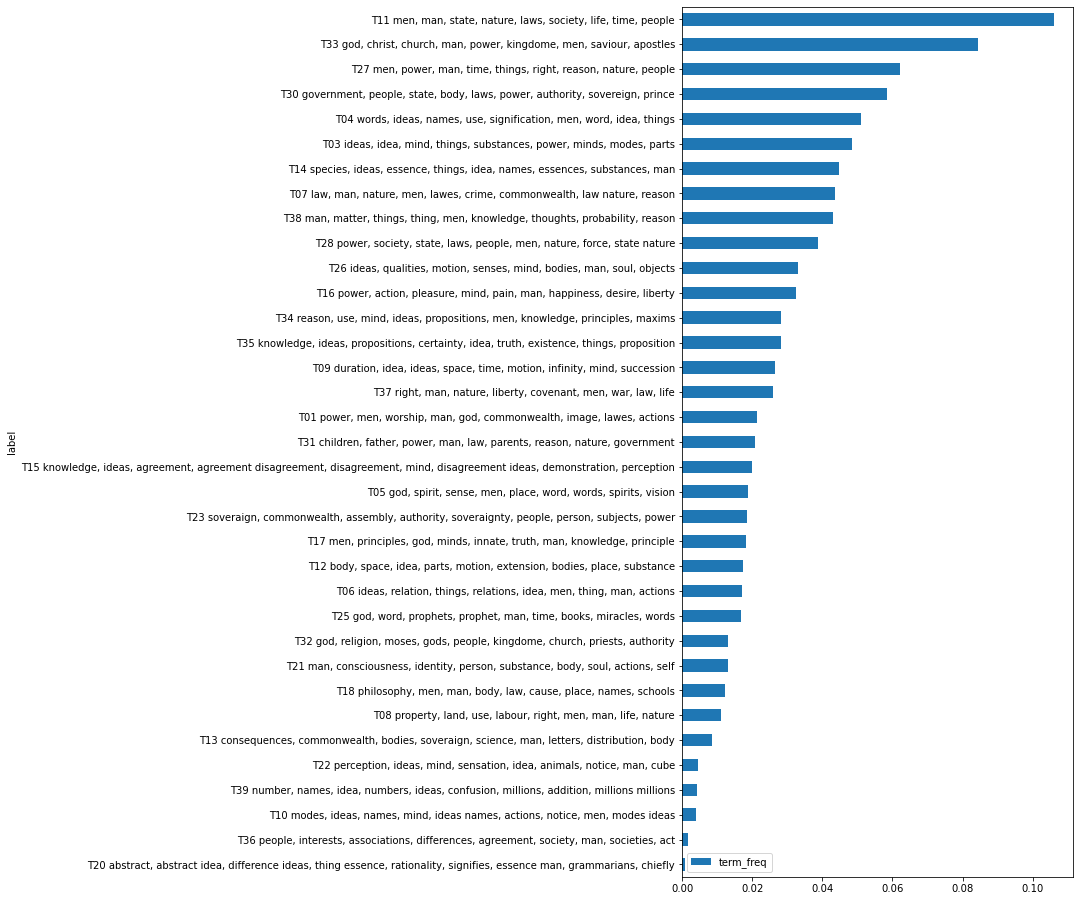 T11 men, man, state, nature, laws, society, life, time, people
T33 god, christ, church, man, power, kingdome, men, saviour, apostles
T27 men, power, man, time, things, right, reason, nature, people
T30 government, people, state, body, laws, power, authority, sovereign, prince
T04 words, ideas, names, use, signification, men, word, idea, things
T03 ideas, idea, mind, things, substances, power, minds, modes, parts
T14 species, ideas, essence, things, idea, names, essences, substances, man
T07 law, man, nature, men, lawes, crime, commonwealth, law nature, reason
T38 man, matter, things, thing, men, knowledge, thoughts, probability, reason
T28 power, society, state, laws, people, men, nature, force, state nature
T26 ideas, qualities, motion, senses, mind, bodies, man, soul, objects
T16 power, action, pleasure, mind, pain, man, happiness, desire, liberty
T34 reason, use, mind, ideas, propositions, men, knowledge, principles, maxims
T35 knowledge, ideas, propositions, certainty, idea, truth, existence, things, proposition
T09 duration, idea, ideas, space, time, motion, infinity, mind, succession
T37 right, man, nature, liberty, covenant, men, war, law, life
T01 power, men, worship, man, god, commonwealth, image, lawes, actions
label
T31 children, father, power, man, law, parents, reason, nature, government
T15 knowledge, ideas, agreement, agreement disagreement, disagreement, mind, disagreement ideas, demonstration, perception
T05 god, spirit, sense, men, place, word, words, spirits, vision
T23 soveraign, commonwealth, assembly, authority, soveraignty, people, person, subjects, power
T17 men, principles, god, minds, innate, truth, man, knowledge, principle
T12 body, space, idea, parts, motion, extension, bodies, place, substance
T06 ideas, relation, things, relations, idea, men, thing, man, actions
T25 god, word, prophets, prophet, man, time, books, miracles, words
T32 god, religion, moses, gods, people, kingdome, church, priests, authority
T21 man, consciousness, identity, person, substance, body, soul, actions, self
T18 philosophy, men, man, body, law, cause, place, names, schools
T08 property, land, use, labour, right, men, man, life, nature
T13 consequences, commonwealth, bodies, soveraign, science, man, letters, distribution, body
T22 perception, ideas, mind, sensation, idea, animals, notice, man, cube
T39 number, names, idea, numbers, ideas, confusion, millions, addition, millions millions
T10 modes, ideas, names, mind, ideas names, actions, notice, men, modes ideas
T36 people, interests, associations, differences, agreement, society, man, societies, act
T20 abstract, abstract idea, difference ideas, thing essence, rationality, signifies, essence man, grammarians, chiefly
term_freq
0.00 0.02 0.04 0.06 0.08 0.10